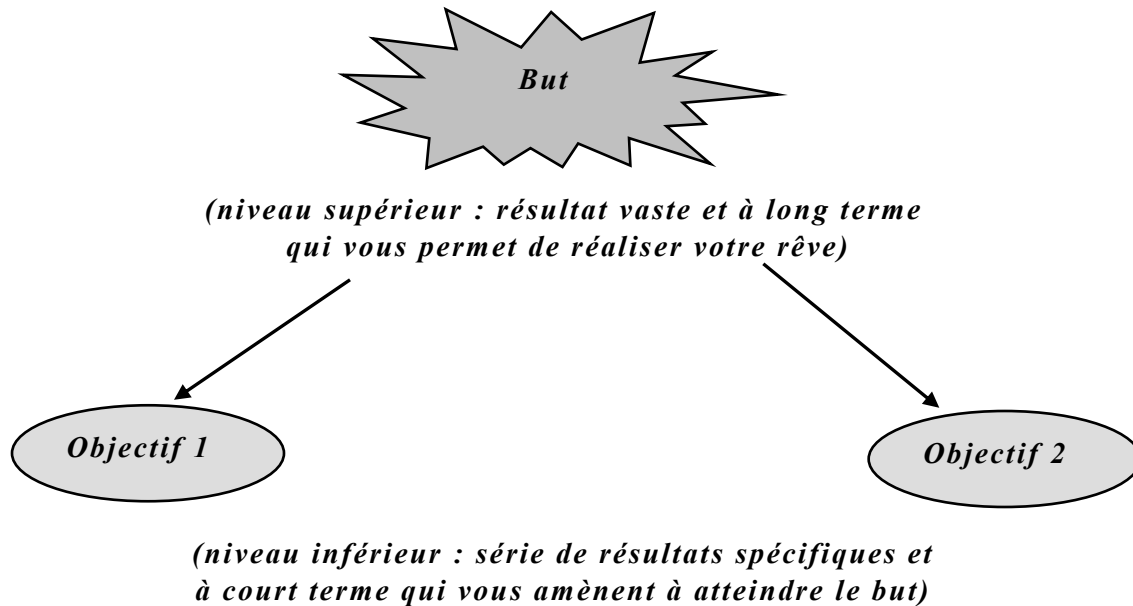 But
(niveau supérieur : résultat vaste et à long terme
qui vous permet de réaliser votre rêve)
Objectif 1
Objectif 2
(niveau inférieur : série de résultats spécifiques et
à court terme qui vous amènent à atteindre le but)